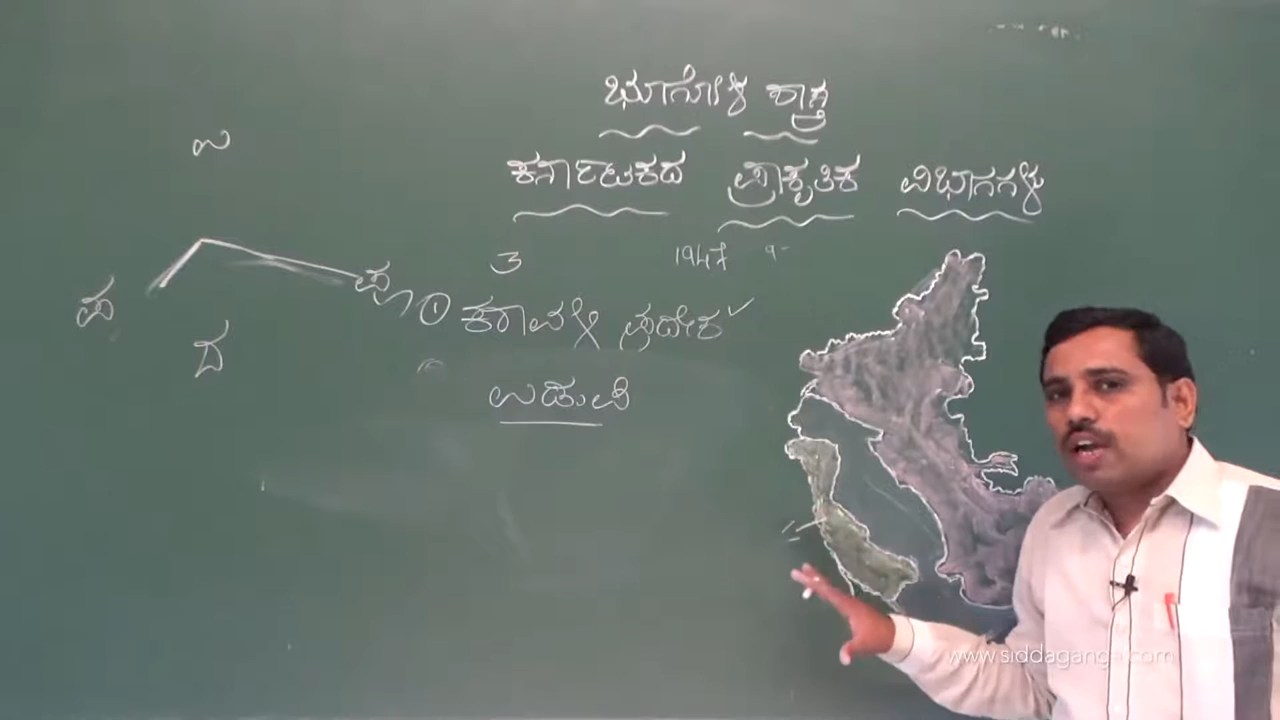 ಭೂಗೋಳ ಶಾಸ್ತ್ರ
ಕರ್ನಾಟಕದ ಪ್ರಾಕೃತಿಕ ವಿಭಾಗಗಳು
ಉ
3 1947
ಪ ಪೂ ① ಕರಾವಳಿ ಪ್ರದೇಶ ✓
ದ ಉಡುಪಿ
www.siddaganga.com